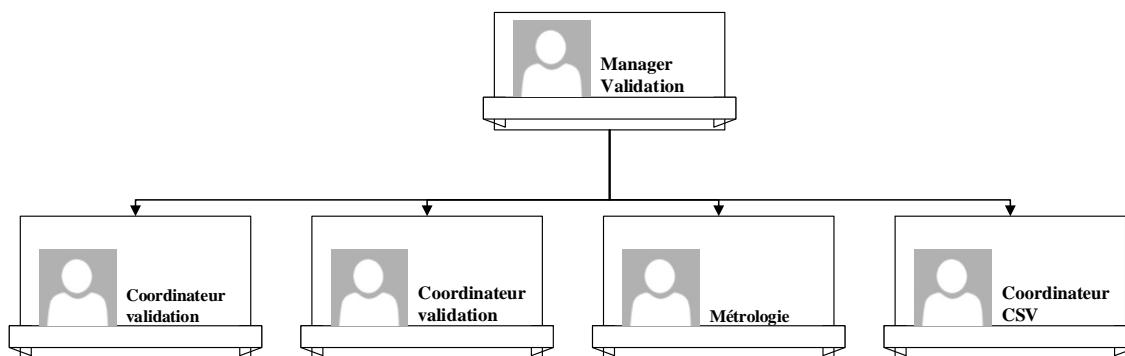 Manager
Validation
Coordinateur
validation
Coordinateur
validation
Métrologie
Coordinateur
CSV